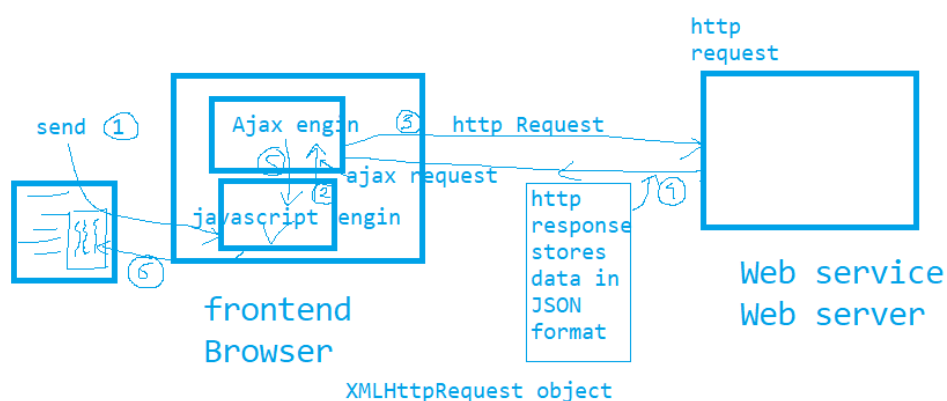 http
request
send 1
Ajax engin
3
http Request
5
2
ajax request
4
javascript engin
http
response
stores
data in
JSON
format
6
frontend
Browser
Web service
Web server
XMLHttpRequest object